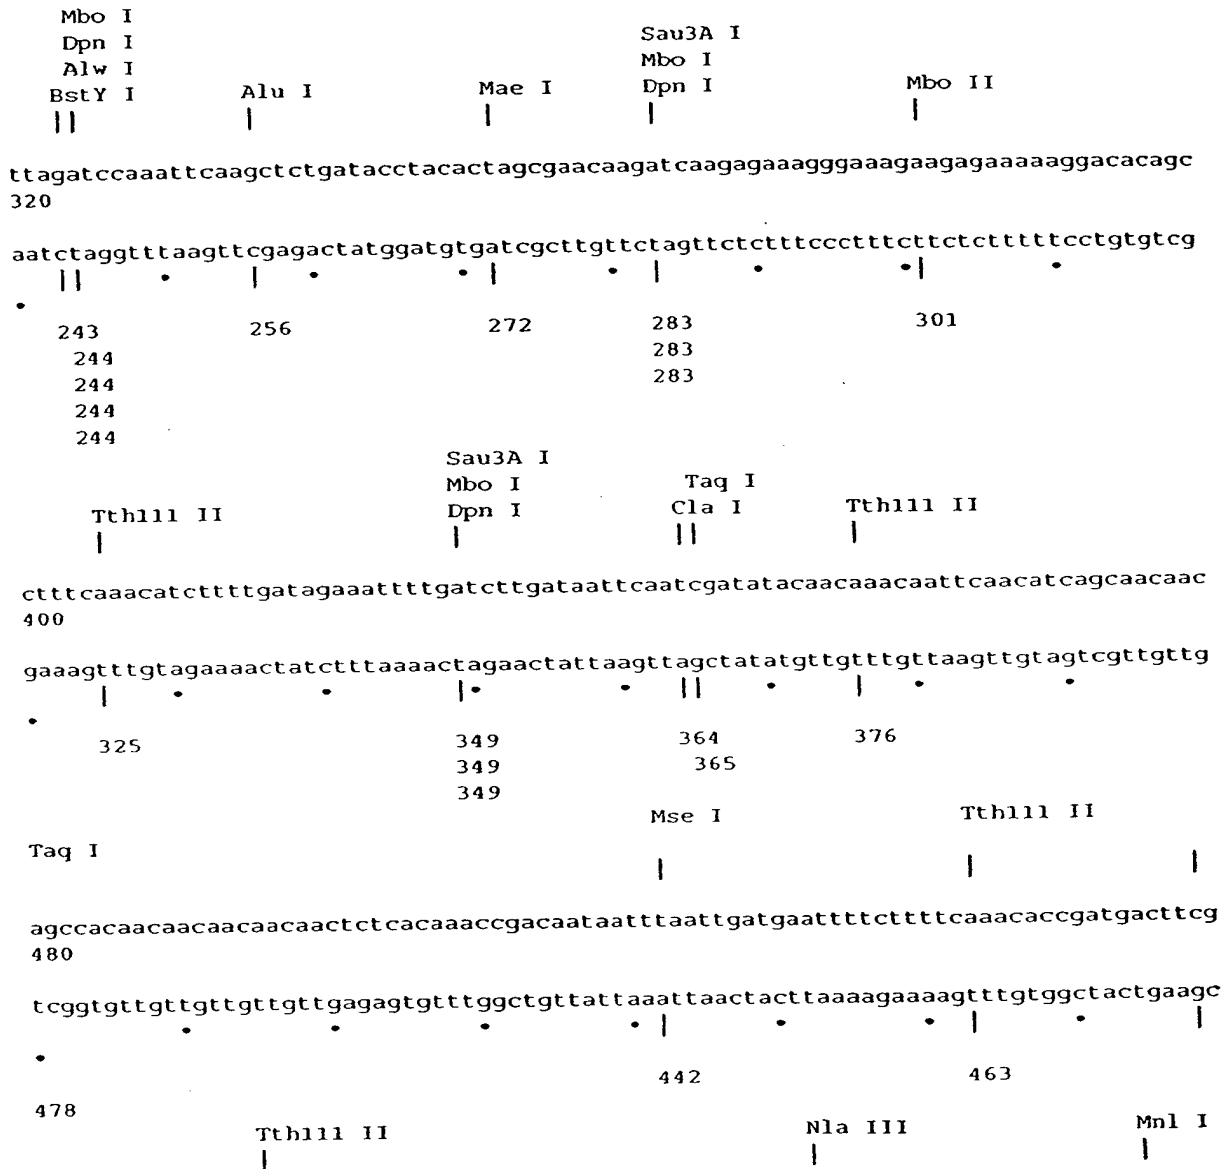 Mbo I
Dpn I Sau3A I
Alw I Mbo I
BstY I Alu I Mae I Dpn I Mbo II
ttagatccaaattcaagctctgatacctacactagcgaacaagatcaagagaaagggaaagaagagaaaaaggacacagc
320
aatctaggtttaagttcgagactatggatgtgatcgcttgttctagttctctttccctttcttctctttttcctgtgtcg
243 256 272 283 301
244 283
244 283
244
244
Sau3A I
Mbo I Taq I
Tth111 II Dpn I Cla I Tth111 II
ctttcaaacatcttttgatagaaattttgatcttgataattcaatcgatatacaacaaacaattcaacatcagcaacaac
400
gaaagtttgtagaaaactatctttaaaactagaactattaagttagctatatgttgtttgttaagttgtagtcgttgttg
325 349 364 376
349 365
349
Mse I Tth111 II
Taq I
agccacaacaacaacaacaactctcacaaaccgacaataatttaattgatgaattttcttttcaaacaccgatgacttcg
480
tcggtgttgttgttgttgttgagagtgtttggctgttattaaattaactacttaaaagaaaagtttgtggctactgaagc
442 463
478
Tth111 II Nla III Mnl I